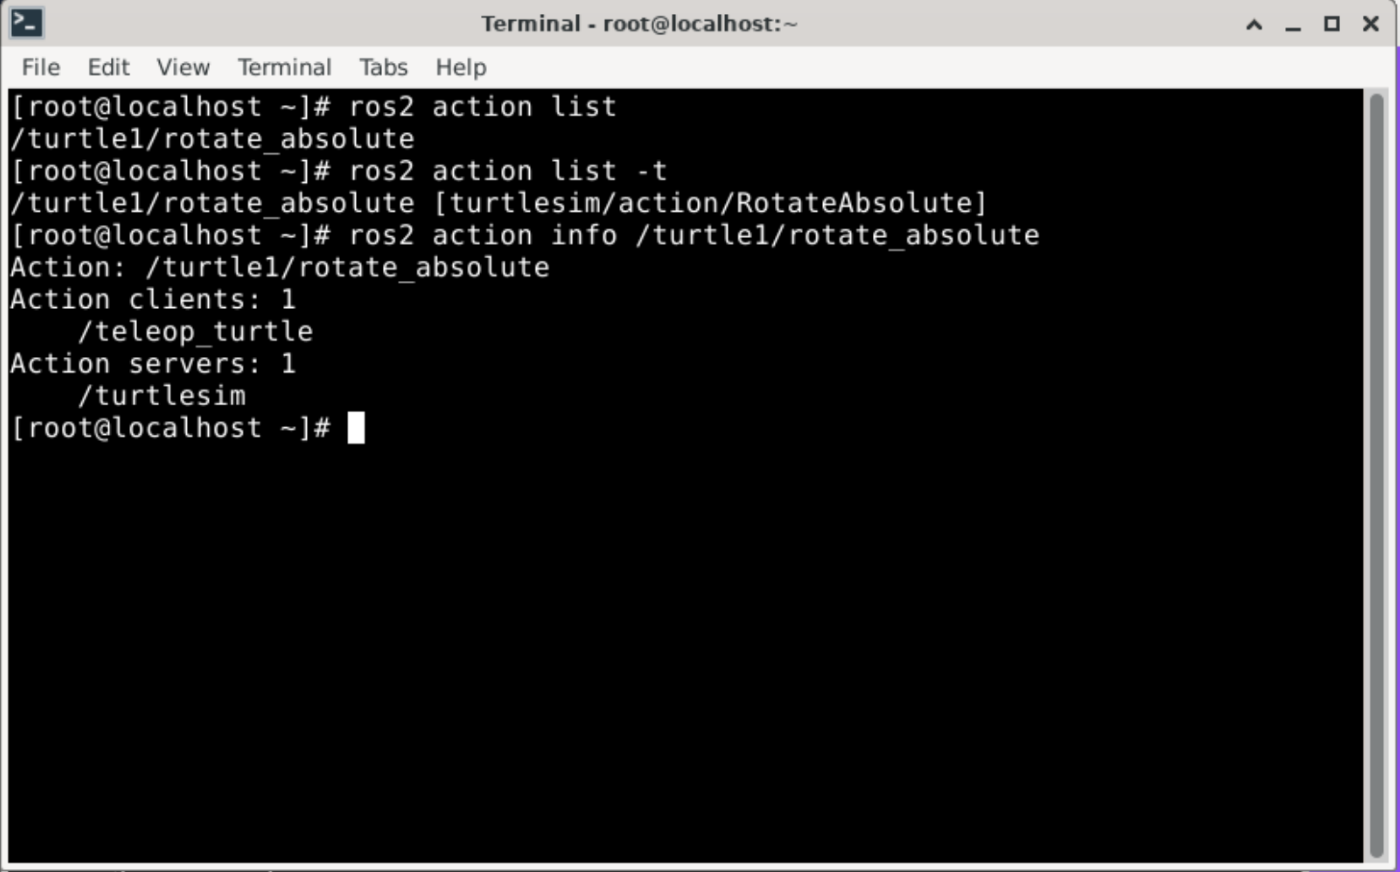 Terminal - root@localhost:~
File Edit View Terminal Tabs Help
[root@localhost ~]# ros2 action list
/turtle1/rotate_absolute
[root@localhost ~]# ros2 action list -t
/turtle1/rotate_absolute [turtlesim/action/RotateAbsolute]
[root@localhost ~]# ros2 action info /turtle1/rotate_absolute
Action: /turtle1/rotate_absolute
Action clients: 1
    /teleop_turtle
Action servers: 1
    /turtlesim
[root@localhost ~]#